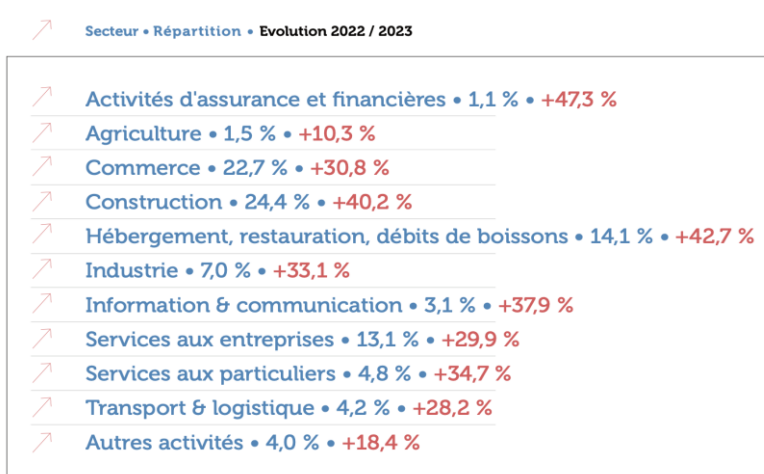 Secteur • Répartition • Evolution 2022 / 2023
Activités d'assurance et financières • 1,1 % • +47,3 %
Agriculture • 1,5 % • +10,3 %
Commerce • 22,7 % • +30,8 %
Construction • 24,4 % • +40,2 %
Hébergement, restauration, débits de boissons • 14,1 % • +42,7 %
Industrie • 7,0 % • +33,1 %
Information & communication • 3,1 % • +37,9 %
Services aux entreprises • 13,1 % • +29,9 %
Services aux particuliers • 4,8 % • +34,7 %
Transport & logistique • 4,2 % • +28,2 %
Autres activités • 4,0 % • +18,4 %